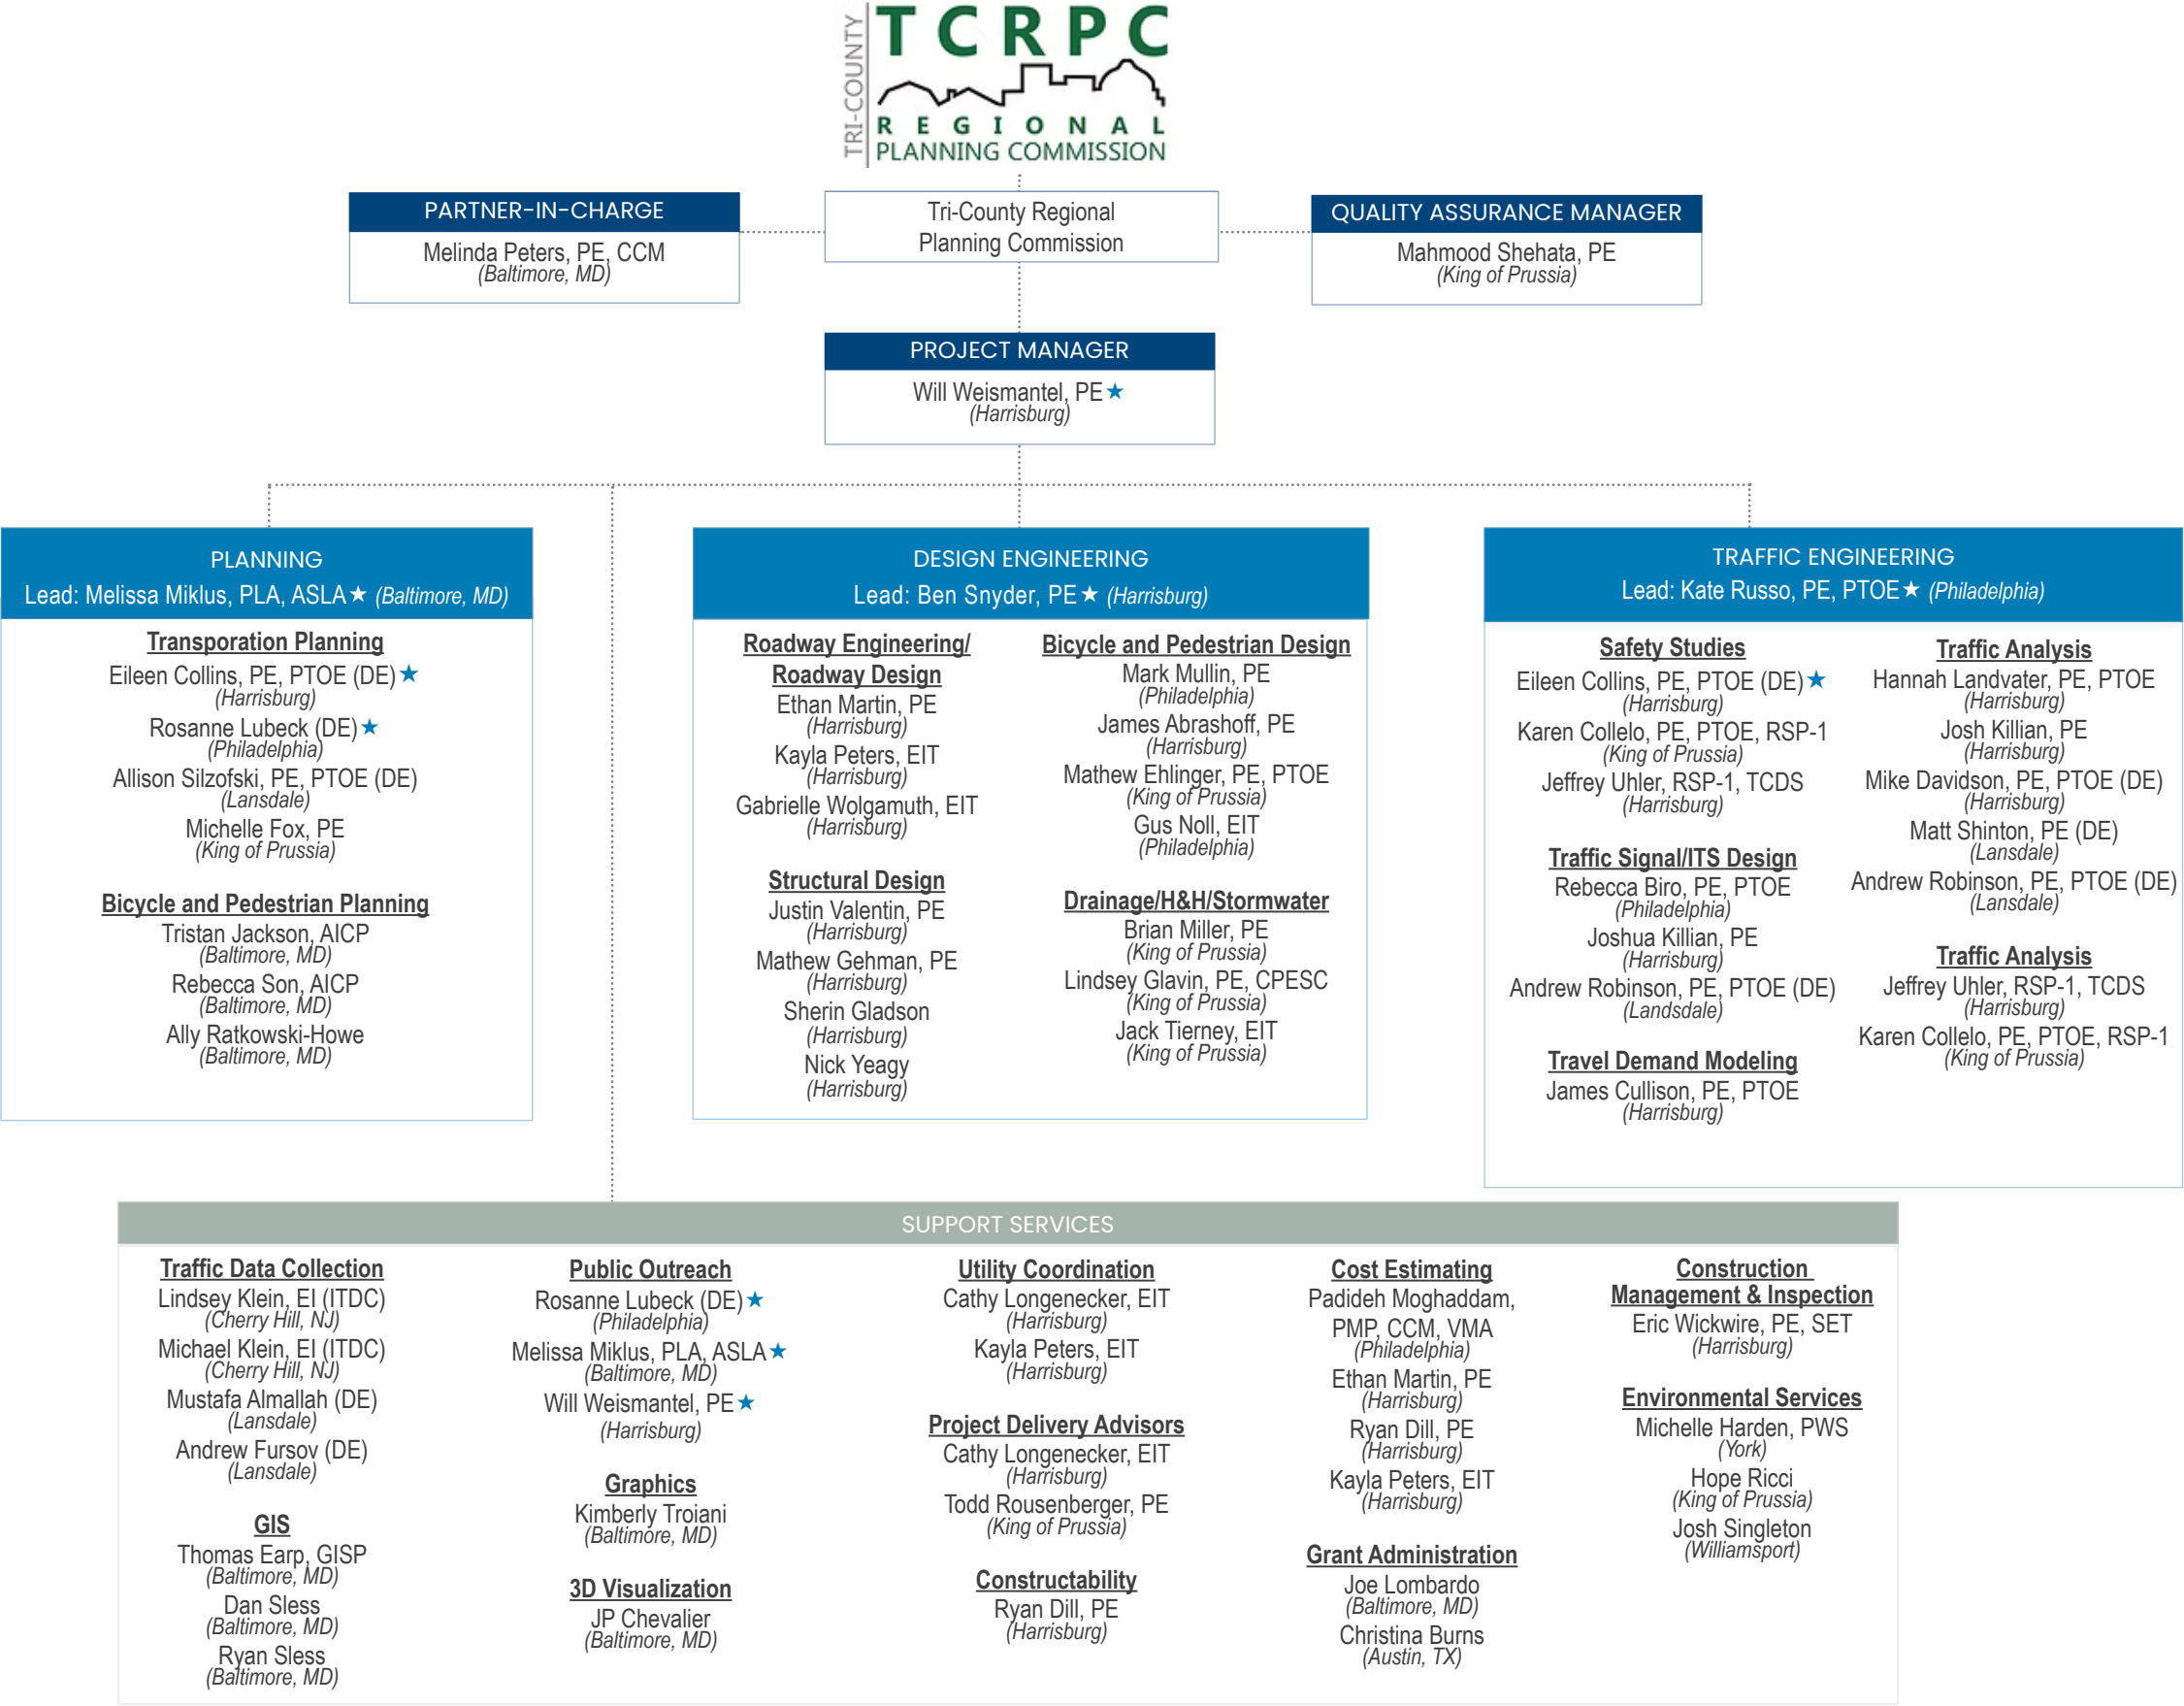 TRI-COUNTY
TCRPC
REGIONAL
PLANNING COMMISSION
PARTNER-IN-CHARGE
Melinda Peters, PE, CCM
(Baltimore, MD)
Tri-County Regional
Planning Commission
QUALITY ASSURANCE MANAGER
Mahmood Shehata, PE
(King of Prussia)
PROJECT MANAGER
Will Weismantel, PE★
(Harrisburg)
PLANNING
Lead: Melissa Miklus, PLA, ASLA★ (Baltimore, MD)
Transporation Planning
Eileen Collins, PE, PTOE (DE)★
(Harrisburg)
Rosanne Lubeck (DE)★
(Philadelphia)
Allison Silzofski, PE, PTOE (DE)
(Lansdale)
Michelle Fox, PE
(King of Prussia)
Bicycle and Pedestrian Planning
Tristan Jackson, AICP
(Baltimore, MD)
Rebecca Son, AICP
(Baltimore, MD)
Ally Ratkowski-Howe
(Baltimore, MD)
DESIGN ENGINEERING
Lead: Ben Snyder, PE★ (Harrisburg)
Roadway Engineering/
Roadway Design
Ethan Martin, PE
(Harrisburg)
Kayla Peters, EIT
(Harrisburg)
Gabrielle Wolgamuth, EIT
(Harrisburg)
Structural Design
Justin Valentin, PE
(Harrisburg)
Mathew Gehman, PE
(Harrisburg)
Sherin Gladson
(Harrisburg)
Nick Yeagy
(Harrisburg)
Bicycle and Pedestrian Design
Mark Mullin, PE
(Philadelphia)
James Abrashoff, PE
(Harrisburg)
Mathew Ehlinger, PE, PTOE
(King of Prussia)
Gus Noll, EIT
(Philadelphia)
Drainage/H&H/Stormwater
Brian Miller, PE
(King of Prussia)
Lindsey Glavin, PE, CPESC
(King of Prussia)
Jack Tierney, EIT
(King of Prussia)
TRAFFIC ENGINEERING
Lead: Kate Russo, PE, PTOE★ (Philadelphia)
Safety Studies
Eileen Collins, PE, PTOE (DE)★
(Harrisburg)
Karen Collelo, PE, PTOE, RSP-1
(King of Prussia)
Jeffrey Uhler, RSP-1, TCDS
(Harrisburg)
Traffic Signal/ITS Design
Rebecca Biro, PE, PTOE
(Philadelphia)
Joshua Killian, PE
(Harrisburg)
Andrew Robinson, PE, PTOE (DE)
(Landsdale)
Travel Demand Modeling
James Cullison, PE, PTOE
(Harrisburg)
Traffic Analysis
Hannah Landvater, PE, PTOE
(Harrisburg)
Josh Killian, PE
(Harrisburg)
Mike Davidson, PE, PTOE (DE)
(Harrisburg)
Matt Shinton, PE (DE)
(Lansdale)
Andrew Robinson, PE, PTOE (DE)
(Lansdale)
Traffic Analysis
Jeffrey Uhler, RSP-1, TCDS
(Harrisburg)
Karen Collelo, PE, PTOE, RSP-1
(King of Prussia)
SUPPORT SERVICES
Traffic Data Collection
Lindsey Klein, EI (ITDC)
(Cherry Hill, NJ)
Michael Klein, EI (ITDC)
(Cherry Hill, NJ)
Mustafa Almallah (DE)
(Lansdale)
Andrew Fursov (DE)
(Lansdale)
GIS
Thomas Earp, GISP
(Baltimore, MD)
Dan Sless
(Baltimore, MD)
Ryan Sless
(Baltimore, MD)
Public Outreach
Rosanne Lubeck (DE)★
(Philadelphia)
Melissa Miklus, PLA, ASLA★
(Baltimore, MD)
Will Weismantel, PE★
(Harrisburg)
Graphics
Kimberly Troiani
(Baltimore, MD)
3D Visualization
JP Chevalier
(Baltimore, MD)
Utility Coordination
Cathy Longenecker, EIT
(Harrisburg)
Kayla Peters, EIT
(Harrisburg)
Project Delivery Advisors
Cathy Longenecker, EIT
(Harrisburg)
Todd Rousenberger, PE
(King of Prussia)
Constructability
Ryan Dill, PE
(Harrisburg)
Cost Estimating
Padideh Moghaddam,
PMP, CCM, VMA
(Philadelphia)
Ethan Martin, PE
(Harrisburg)
Ryan Dill, PE
(Harrisburg)
Kayla Peters, EIT
(Harrisburg)
Grant Administration
Joe Lombardo
(Baltimore, MD)
Christina Burns
(Austin, TX)
Construction
Management & Inspection
Eric Wickwire, PE, SET
(Harrisburg)
Environmental Services
Michelle Harden, PWS
(York)
Hope Ricci
(King of Prussia)
Josh Singleton
(Williamsport)